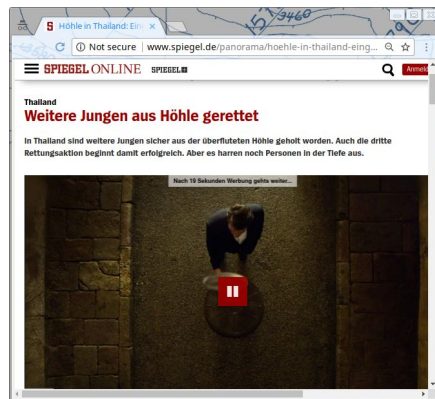 3460
S Höhle in Thailand: Ein
Not secure www.spiegel.de/panorama/hoehle-in-thailand-eing...
SPIEGEL ONLINE SPIEGEL+
Anmeld
Thailand
Weitere Jungen aus Höhle gerettet
In Thailand sind weitere Jungen sicher aus der überfluteten Höhle geholt worden. Auch die dritte
Rettungsaktion beginnt damit erfolgreich. Aber es harren noch Personen in der Tiefe aus.
Nach 19 Sekunden Werbung gehts weiter...